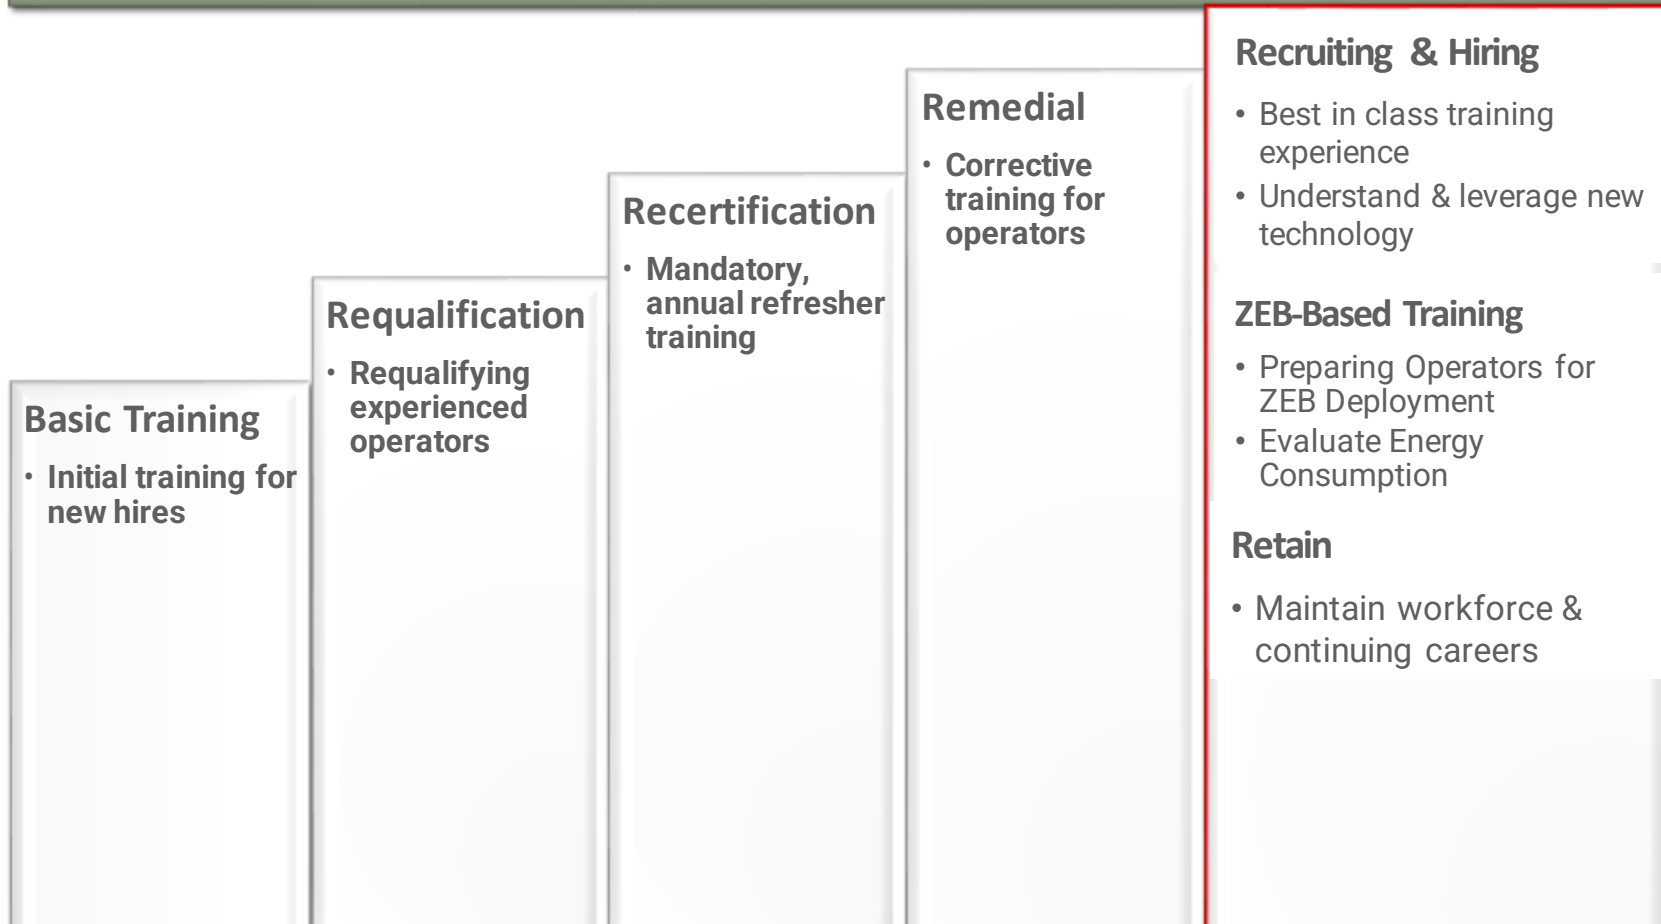 Basic Training
• Initial training for
new hires
Requalification
• Requalifying
experienced
operators
Recertification
• Mandatory,
annual refresher
training
Remedial
• Corrective
training for
operators
Recruiting & Hiring
• Best in class training
experience
• Understand & leverage new
technology
ZEB-Based Training
• Preparing Operators for
ZEB Deployment
• Evaluate Energy
Consumption
Retain
• Maintain workforce &
continuing careers